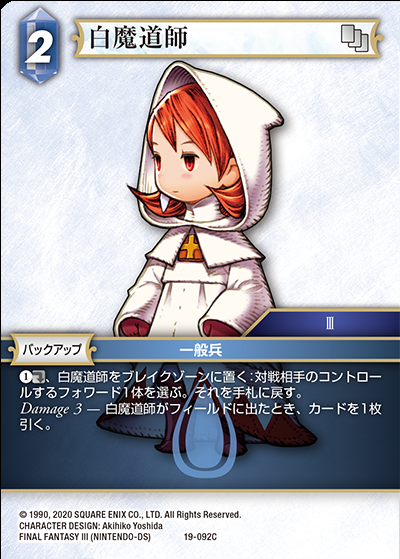 2
白魔道師
III
バックアップ
一般兵
1、白魔道師をブレイクゾーンに置く:対戦相手のコントロー
ルするフォワード1体を選ぶ。それを手札に戻す。
Damage 3 — 白魔道師がフィールドに出たとき、カードを1枚
引く。
© 1990, 2020 SQUARE ENIX CO., LTD. All Rights Reserved.
CHARACTER DESIGN: Akihiko Yoshida
FINAL FANTASY III (NINTENDO-DS) 19-092C